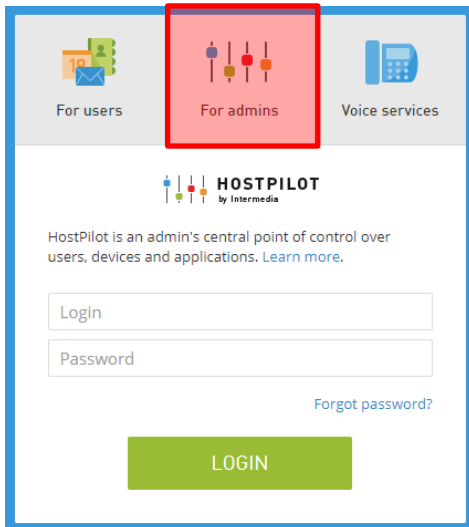 18
For users
For admins
Voice services
HOSTPILOT
by Intermedia
HostPilot is an admin's central point of control over
users, devices and applications. Learn more.
Login
Password
Forgot password?
LOGIN